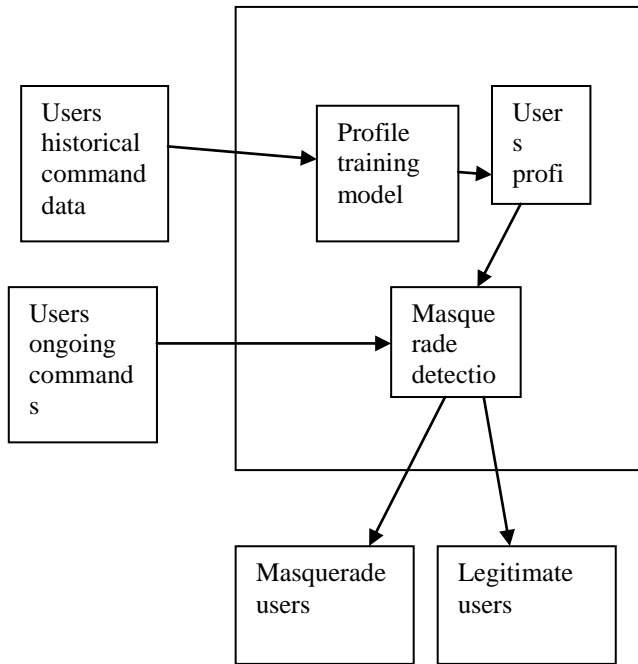 Users
historical
command
data
Profile
training
model
User
s
profi
Users
ongoing
command
s
Masque
rade
detectio
Masquerade
users
Legitimate
users